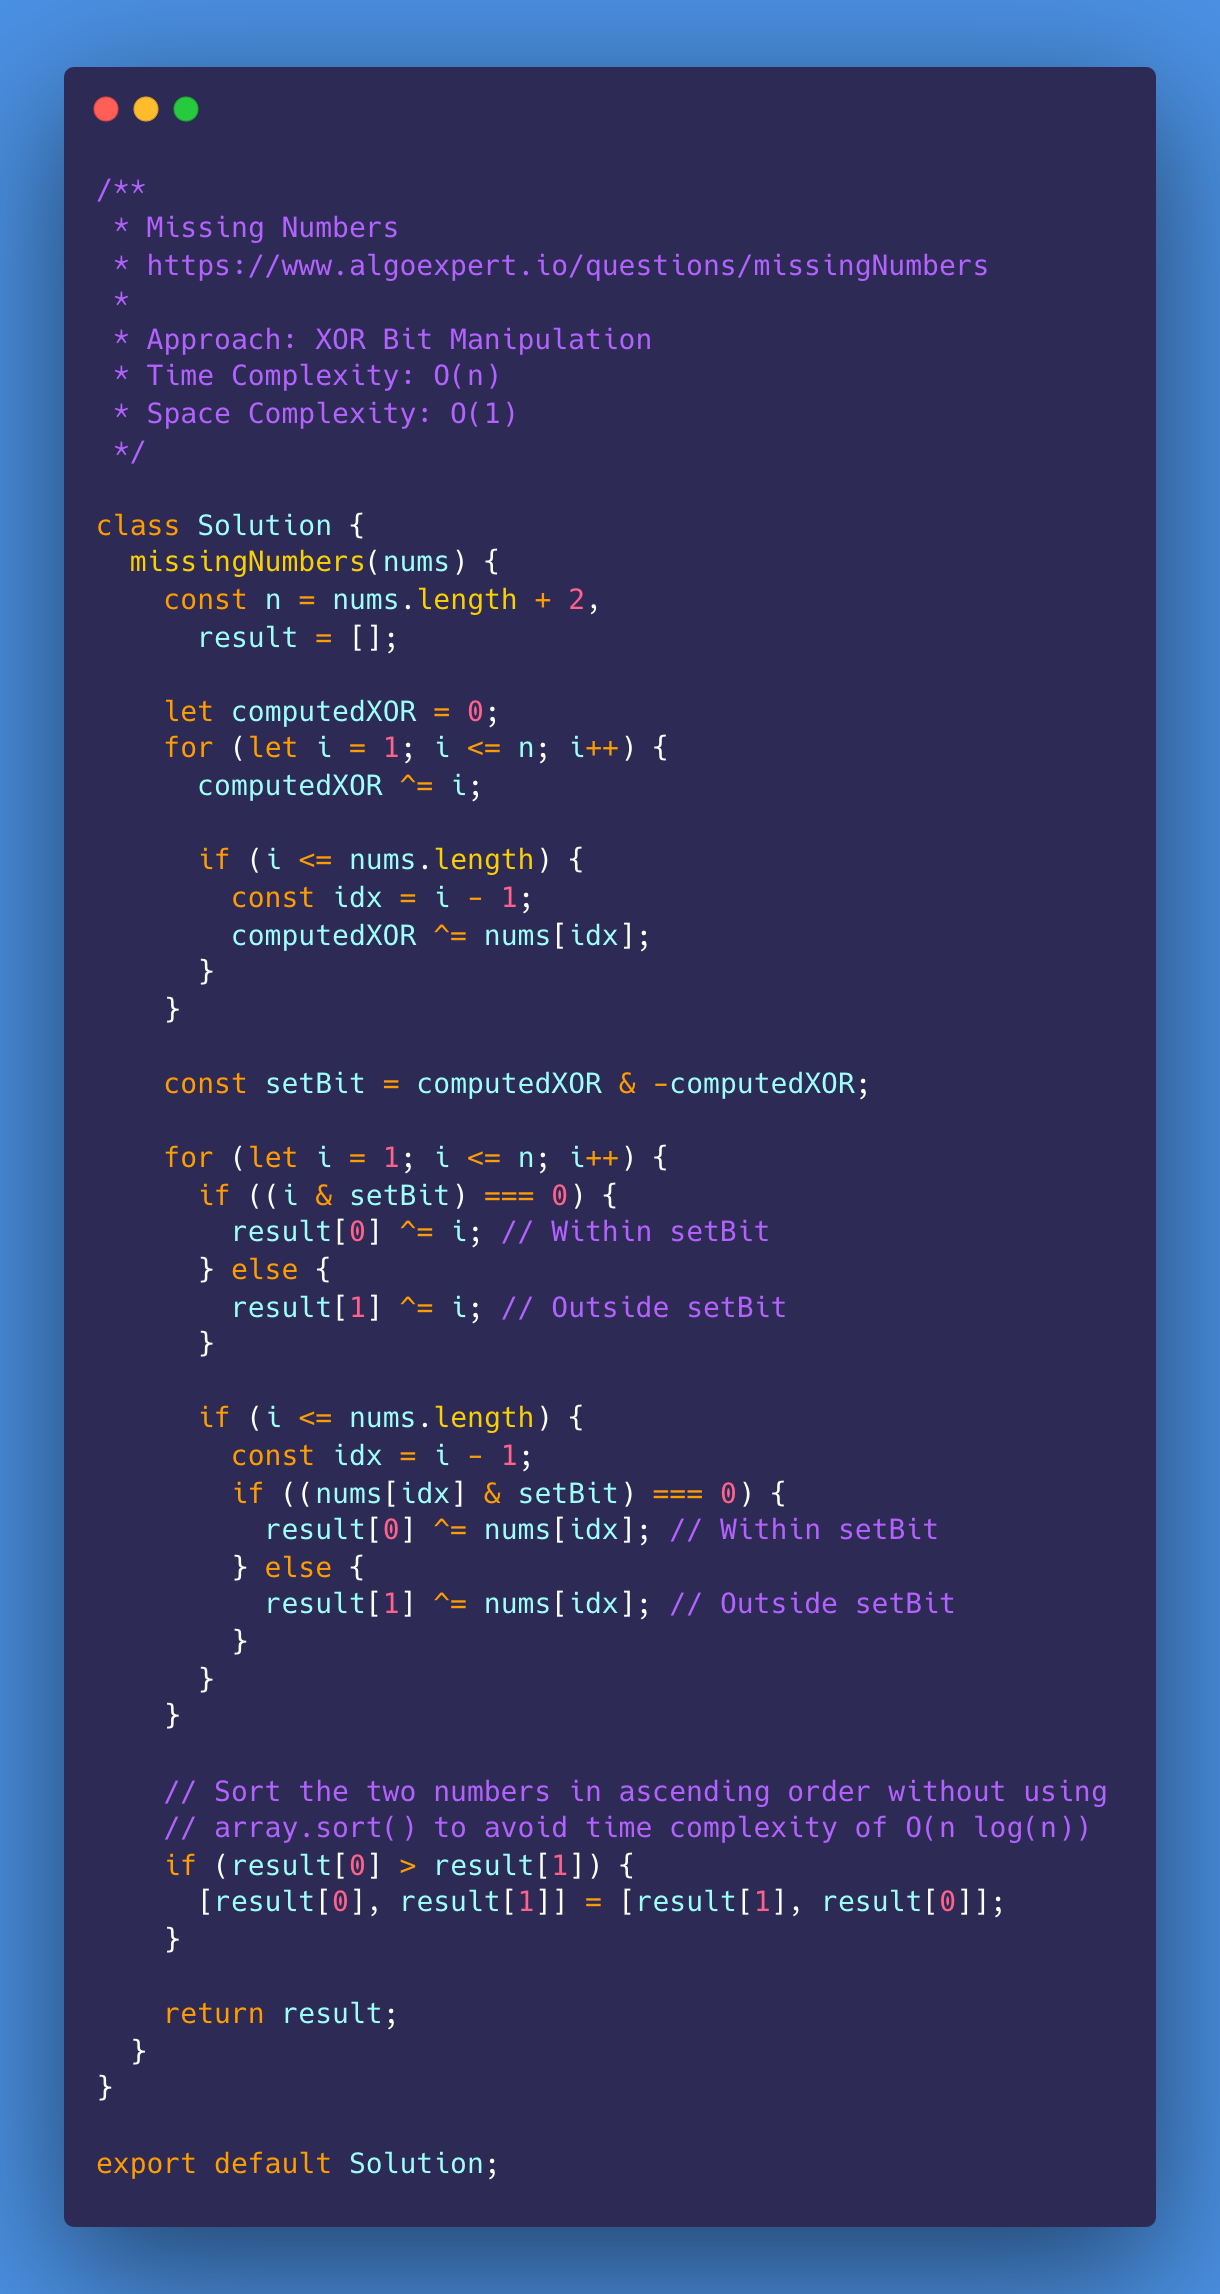 /**
 * Missing Numbers
 * https://www.algoexpert.io/questions/missingNumbers
 *
 * Approach: XOR Bit Manipulation
 * Time Complexity: O(n)
 * Space Complexity: O(1)
 */

class Solution {
  missingNumbers(nums) {
    const n = nums.length + 2,
      result = [];

    let computedXOR = 0;
    for (let i = 1; i <= n; i++) {
      computedXOR ^= i;

      if (i <= nums.length) {
        const idx = i - 1;
        computedXOR ^= nums[idx];
      }
    }

    const setBit = computedXOR & -computedXOR;

    for (let i = 1; i <= n; i++) {
      if ((i & setBit) === 0) {
        result[0] ^= i; // Within setBit
      } else {
        result[1] ^= i; // Outside setBit
      }

      if (i <= nums.length) {
        const idx = i - 1;
        if ((nums[idx] & setBit) === 0) {
          result[0] ^= nums[idx]; // Within setBit
        } else {
          result[1] ^= nums[idx]; // Outside setBit
        }
      }
    }

    // Sort the two numbers in ascending order without using
    // array.sort() to avoid time complexity of O(n log(n))
    if (result[0] > result[1]) {
      [result[0], result[1]] = [result[1], result[0]];
    }

    return result;
  }
}

export default Solution;